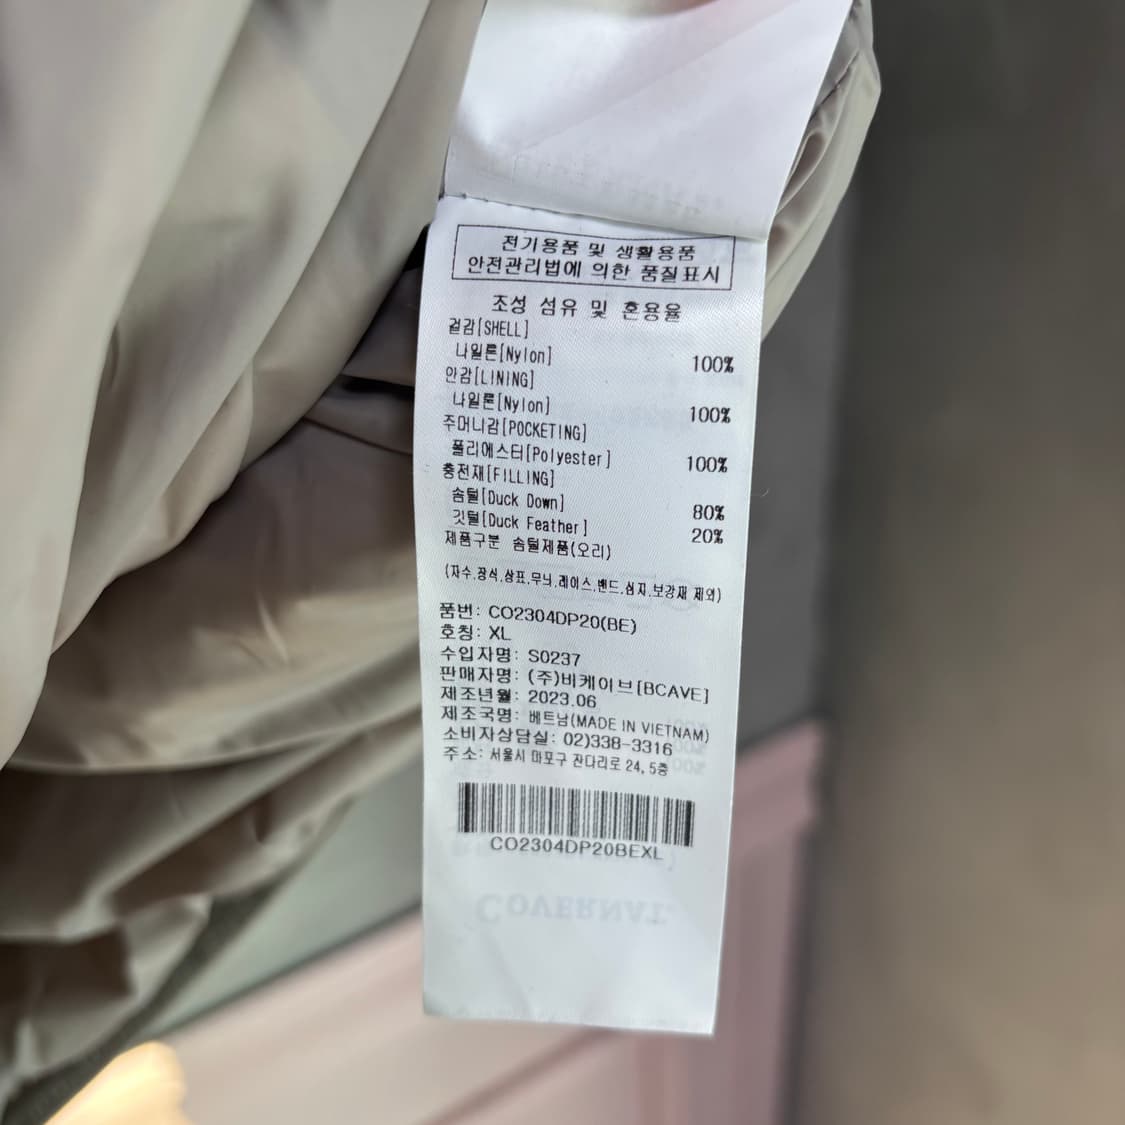 전기용품 및 생활용품
안전관리법에 의한 품질표시
조성 섬유 및 혼용율
겉감[SHELL]
나일론[Nylon] 100%
안감[LINING]
나일론[Nylon] 100%
주머니감[POCKETING]
폴리에스터[Polyester] 100%
충전재[FILLING]
솜털[Duck Down] 80%
깃털[Duck Feather] 20%
제품구분 솜털제품(오리)
(자수,장식,상표,무늬,레이스,밴드,심지,보강재 제외)
품번: CO2304DP20(BE)
호칭: XL
수입자명: S0237
판매자명: (주)비케이브[BCAVE]
제조년월: 2023.06
제조국명: 베트남(MADE IN VIETNAM)
소비자상담실: 02)338-3316
주소: 서울시 마포구 잔다리로 24, 5층
CO2304DP20BEXL
COVERNAT.